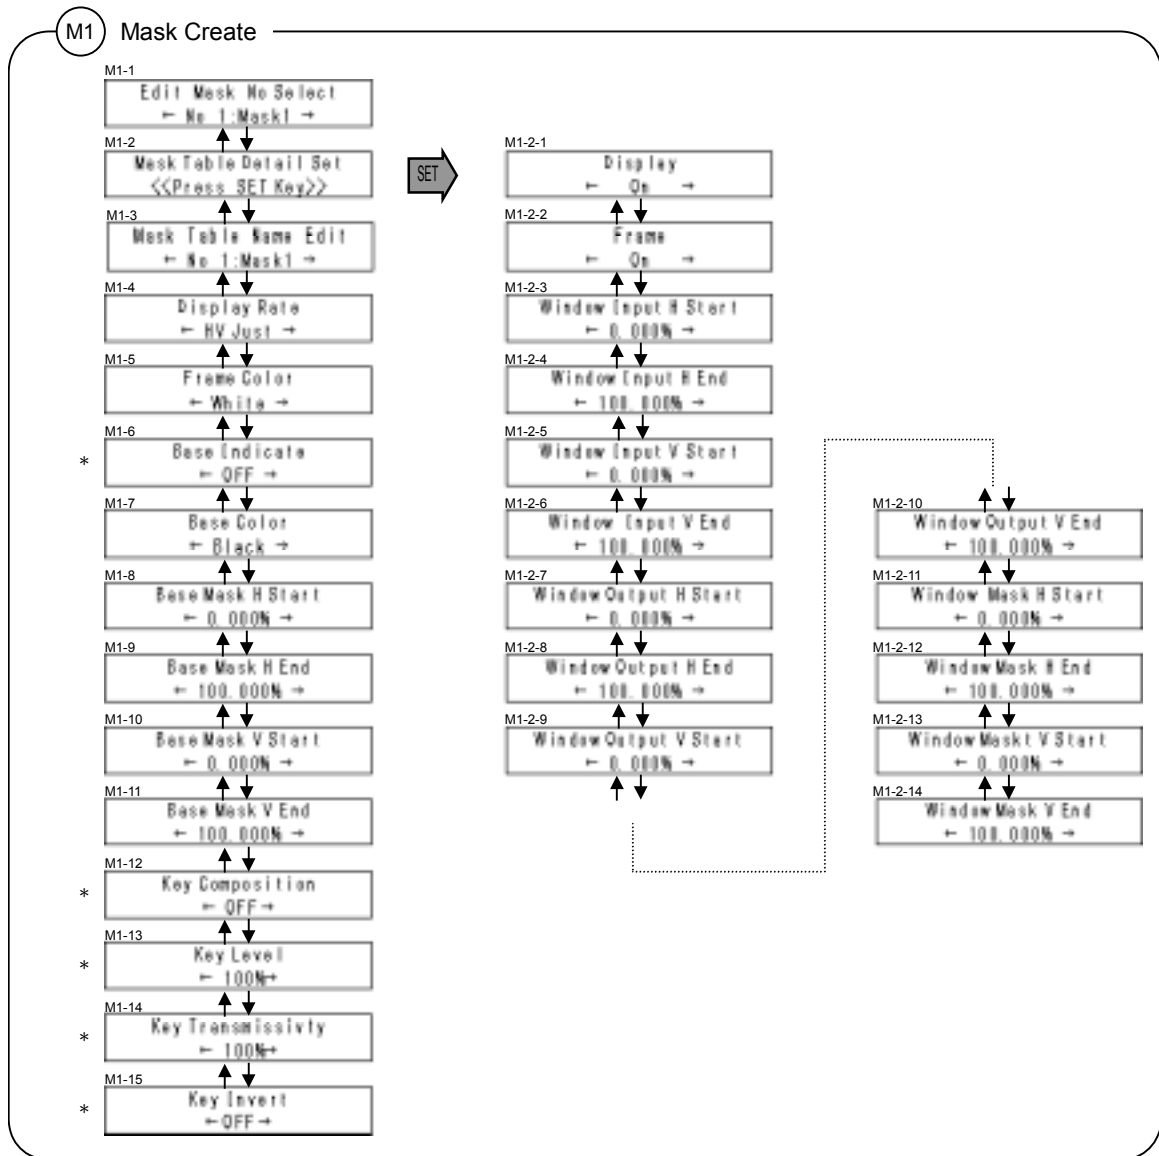 M1 Mask Create
M1-1
Edit Mask No Select
← No 1:Mask1 →
M1-2
Mask Table Detail Set
<<Press SET Key>>
SET
M1-3
Mask Table Name Edit
← No 1:Mask1 →
M1-4
Display Rate
← HV Just →
M1-5
Frame Color
← White →
M1-6
* Base Indicate
← OFF →
M1-7
Base Color
← Black →
M1-8
Base Mask H Start
← 0.000% →
M1-9
Base Mask H End
← 100.000% →
M1-10
Base Mask V Start
← 0.000% →
M1-11
Base Mask V End
← 100.000% →
M1-12
* Key Composition
← OFF →
M1-13
* Key Level
← 100% →
M1-14
* Key Transmissivty
← 100% →
M1-15
* Key Invert
← OFF →
M1-2-1
Display
← On →
M1-2-2
Frame
← On →
M1-2-3
Window Input H Start
← 0.000% →
M1-2-4
Window Input H End
← 100.000% →
M1-2-5
Window Input V Start
← 0.000% →
M1-2-6
Window Input V End
← 100.000% →
M1-2-7
Window Output H Start
← 0.000% →
M1-2-8
Window Output H End
← 100.000% →
M1-2-9
Window Output V Start
← 0.000% →
M1-2-10
Window Output V End
← 100.000% →
M1-2-11
Window Mask H Start
← 0.000% →
M1-2-12
Window Mask H End
← 100.000% →
M1-2-13
Window Maskt V Start
← 0.000% →
M1-2-14
Window Mask V End
← 100.000% →